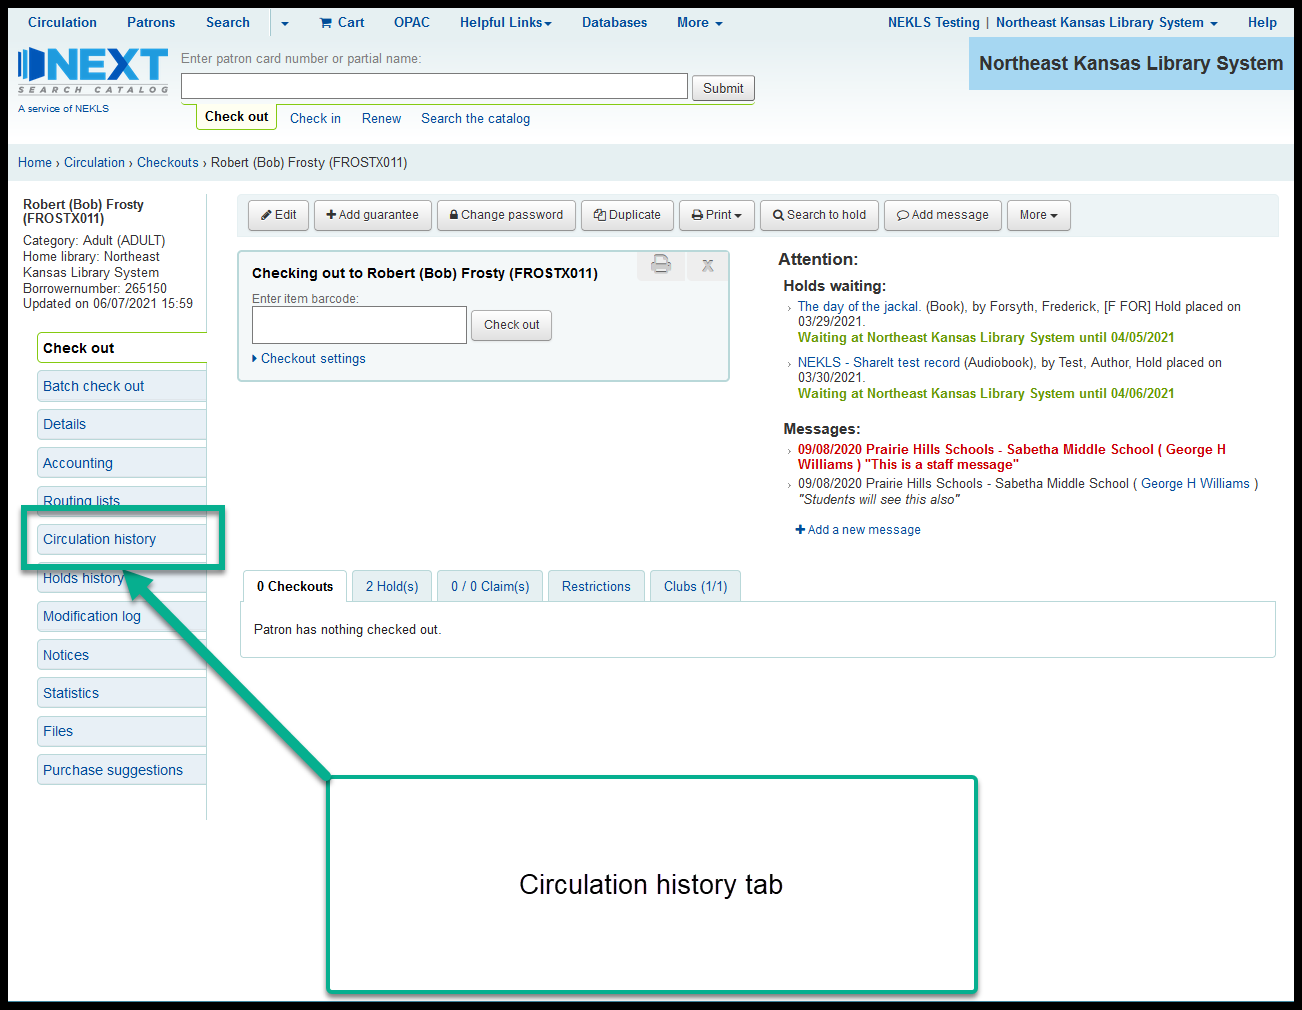 Circulation Patrons Search Cart OPAC Helpful Links Databases More NEKLS Testing | Northeast Kansas Library System Help
NEXT
SEARCH CATALOG
A service of NEKLS
Enter patron card number or partial name:
Submit
Check out Check in Renew Search the catalog
Northeast Kansas Library System
Home › Circulation › Checkouts › Robert (Bob) Frosty (FROSTX011)
Robert (Bob) Frosty
(FROSTX011)
Category: Adult (ADULT)
Home library: Northeast
Kansas Library System
Borrowernumber: 265150
Updated on 06/07/2021 15:59
Check out
Batch check out
Details
Accounting
Routing lists
Circulation history
Holds history
Modification log
Notices
Statistics
Files
Purchase suggestions
Edit Add guarantee Change password Duplicate Print Search to hold Add message More
Checking out to Robert (Bob) Frosty (FROSTX011)
X
Enter item barcode:
Check out
Checkout settings
Attention:
Holds waiting:
› The day of the jackal. (Book), by Forsyth, Frederick, [F FOR] Hold placed on
03/29/2021.
Waiting at Northeast Kansas Library System until 04/05/2021
› NEKLS - ShareIt test record (Audiobook), by Test, Author, Hold placed on
03/30/2021.
Waiting at Northeast Kansas Library System until 04/06/2021
Messages:
› 09/08/2020 Prairie Hills Schools - Sabetha Middle School ( George H
Williams ) "This is a staff message"
› 09/08/2020 Prairie Hills Schools - Sabetha Middle School ( George H Williams )
"Students will see this also"
+ Add a new message
0 Checkouts 2 Hold(s) 0 / 0 Claim(s) Restrictions Clubs (1/1)
Patron has nothing checked out.
Circulation history tab